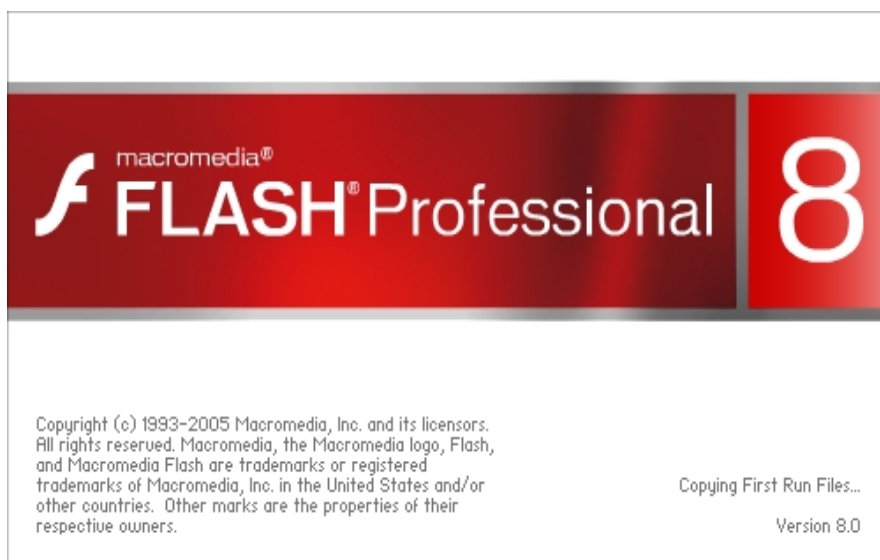 macromedia®
FLASH® Professional 8
Copyright (c) 1993-2005 Macromedia, Inc. and its licensors.
All rights reserved. Macromedia, the Macromedia logo, Flash,
and Macromedia Flash are trademarks or registered
trademarks of Macromedia, Inc. in the United States and/or
other countries.  Other marks are the properties of their
respective owners.
Copying First Run Files...
Version 8.0